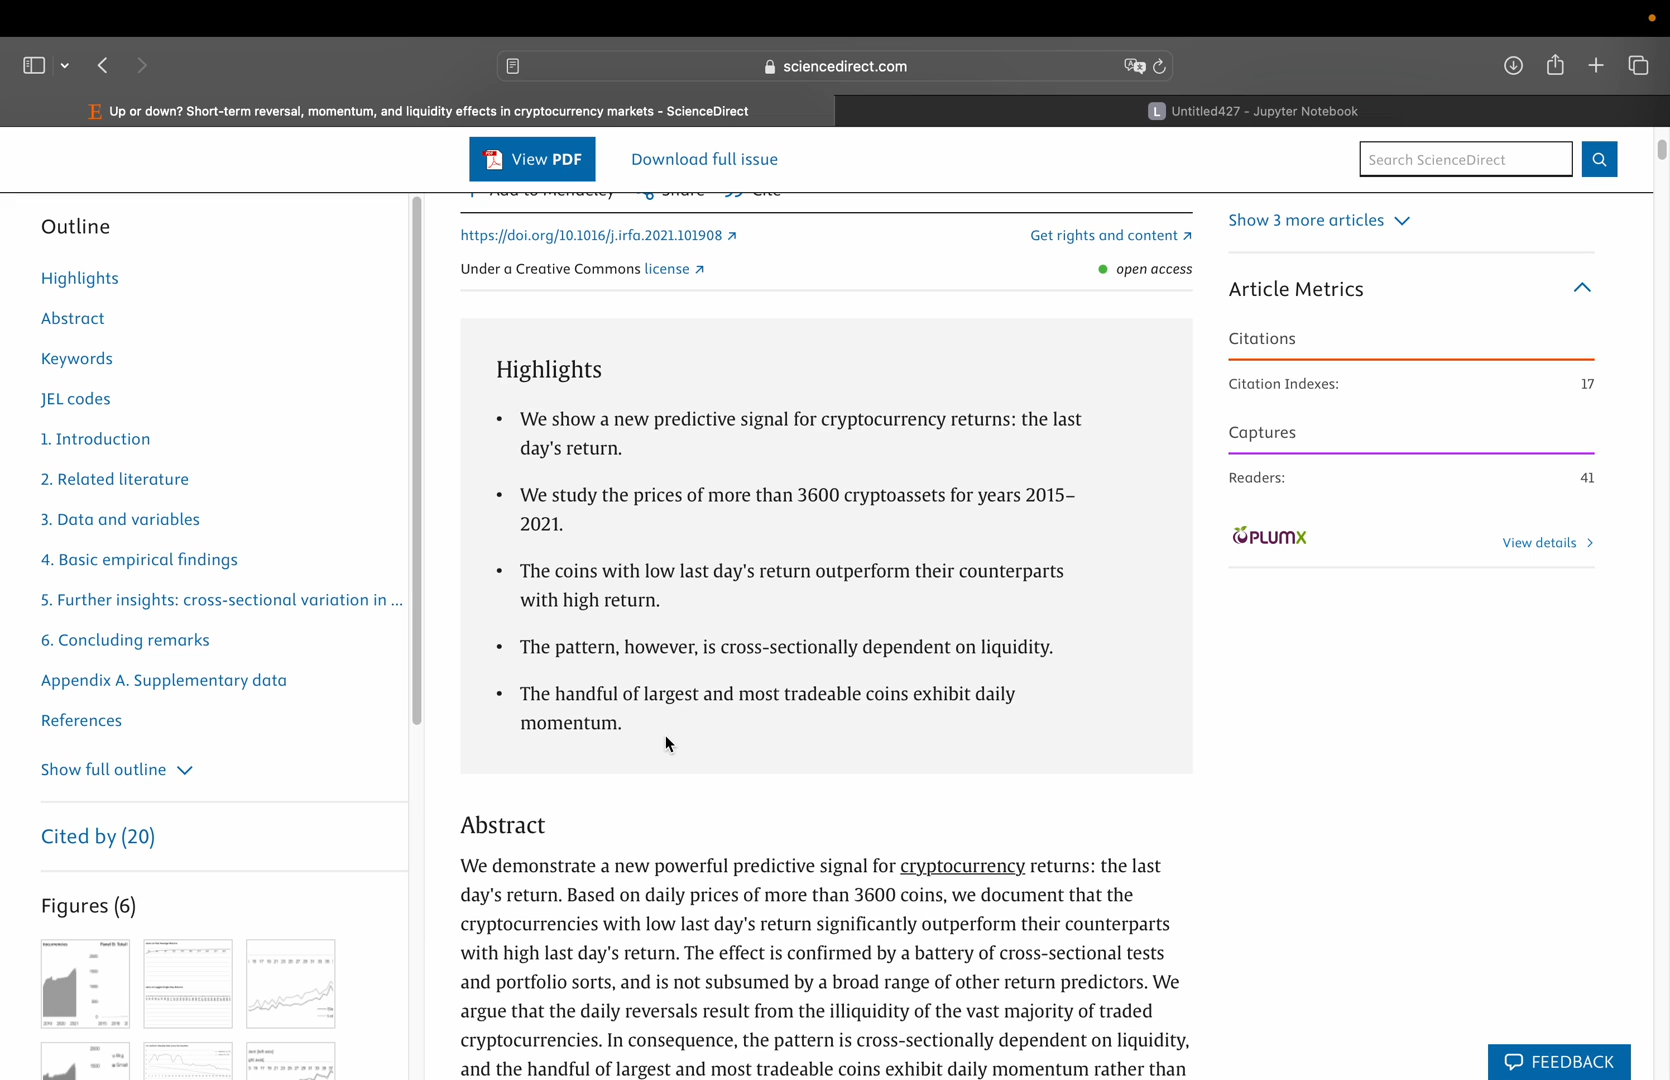 sciencedirect.com
Up or down? Short-term reversal, momentum, and liquidity effects in cryptocurrency markets - ScienceDirect
L Untitled427 - Jupyter Notebook
View PDF
Download full issue
Search ScienceDirect
Outline
Highlights
Abstract
Keywords
JEL codes
1. Introduction
2. Related literature
3. Data and variables
4. Basic empirical findings
5. Further insights: cross-sectional variation in ...
6. Concluding remarks
Appendix A. Supplementary data
References
Show full outline
Cited by (20)
Figures (6)
Add to Mendeley Share Cite
https://doi.org/10.1016/j.irfa.2021.101908
Get rights and content
Under a Creative Commons license
open access
Highlights
• We show a new predictive signal for cryptocurrency returns: the last
day's return.
• We study the prices of more than 3600 cryptoassets for years 2015–
2021.
• The coins with low last day's return outperform their counterparts
with high return.
• The pattern, however, is cross-sectionally dependent on liquidity.
• The handful of largest and most tradeable coins exhibit daily
momentum.
Abstract
We demonstrate a new powerful predictive signal for cryptocurrency returns: the last
day's return. Based on daily prices of more than 3600 coins, we document that the
cryptocurrencies with low last day's return significantly outperform their counterparts
with high last day's return. The effect is confirmed by a battery of cross-sectional tests
and portfolio sorts, and is not subsumed by a broad range of other return predictors. We
argue that the daily reversals result from the illiquidity of the vast majority of traded
cryptocurrencies. In consequence, the pattern is cross-sectionally dependent on liquidity,
and the handful of largest and most tradeable coins exhibit daily momentum rather than
Show 3 more articles
Article Metrics
Citations
Citation Indexes: 17
Captures
Readers: 41
PLUMX
View details
FEEDBACK